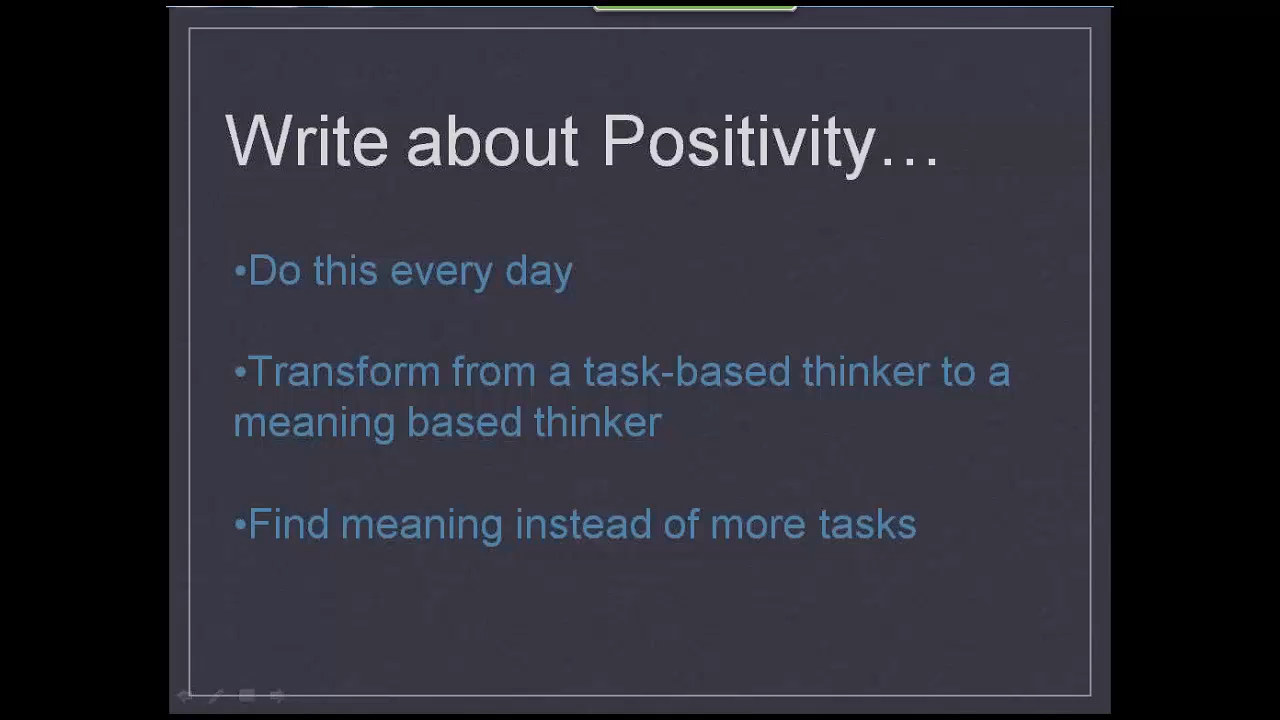 Write about Positivity...
•Do this every day
•Transform from a task-based thinker to a
meaning based thinker
•Find meaning instead of more tasks